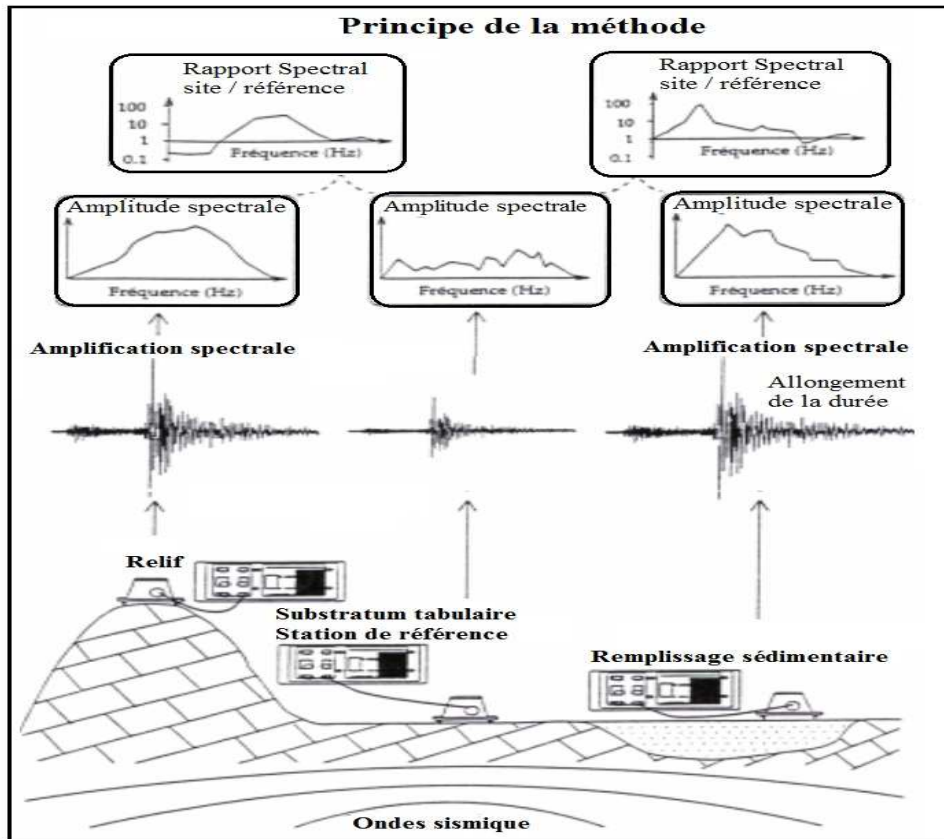 Principe de la méthode
Rapport Spectral
site / référence
100
10
1
0.1
Fréquence (Hz)
Rapport Spectral
site / référence
100
10
1
0.1
Fréquence (Hz)
Amplitude spectrale
Fréquence (Hz)
Amplitude spectrale
Fréquence (Hz)
Amplitude spectrale
Fréquence (Hz)
Amplification spectrale
Amplification spectrale
Allongement
de la durée
Relif
Substratum tabulaire
Station de référence
Remplissage sédimentaire
Ondes sismique